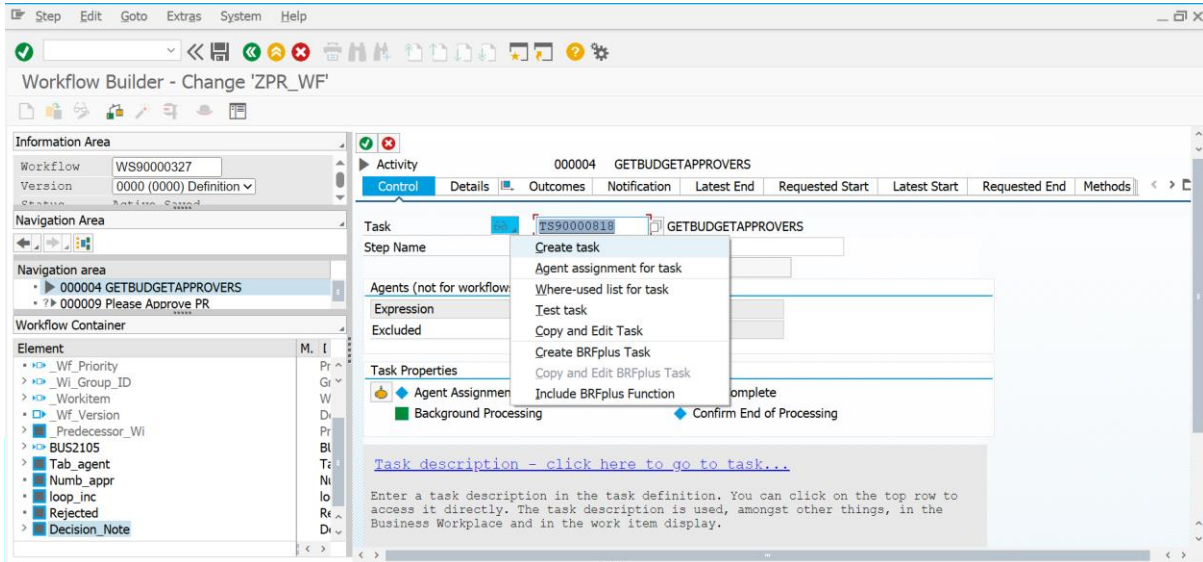 Step Edit Goto Extras System Help
Workflow Builder - Change 'ZPR_WF'
Information Area
Workflow WS90000327
Version 0000 (0000) Definition
Navigation Area
Navigation area
000004 GETBUDGETAPPROVERS
000009 Please Approve PR
Workflow Container
Element M. 
_Wf_Priority Pr
_Wi_Group_ID Gr
_Workitem W
_Wf_Version De
_Predecessor_Wi Pr
BUS2105 BU
Tab_agent Ta
Numb_appr Nu
loop_inc lo
Rejected Re
Decision_Note De
Activity 000004 GETBUDGETAPPROVERS
Control Details Outcomes Notification Latest End Requested Start Latest Start Requested End Methods
Task TS90000818 GETBUDGETAPPROVERS
Step Name
Create task
Agent assignment for task
Agents (not for workflow
Where-used list for task
Expression
Test task
Excluded
Copy and Edit Task
Create BRFplus Task
Task Properties
Copy and Edit BRFplus Task
Agent Assignmen Include BRFplus Function omplete
Background Processing Confirm End of Processing
Task description - click here to go to task...
Enter a task description in the task definition. You can click on the top row to
access it directly. The task description is used, amongst other things, in the
Business Workplace and in the work item display.